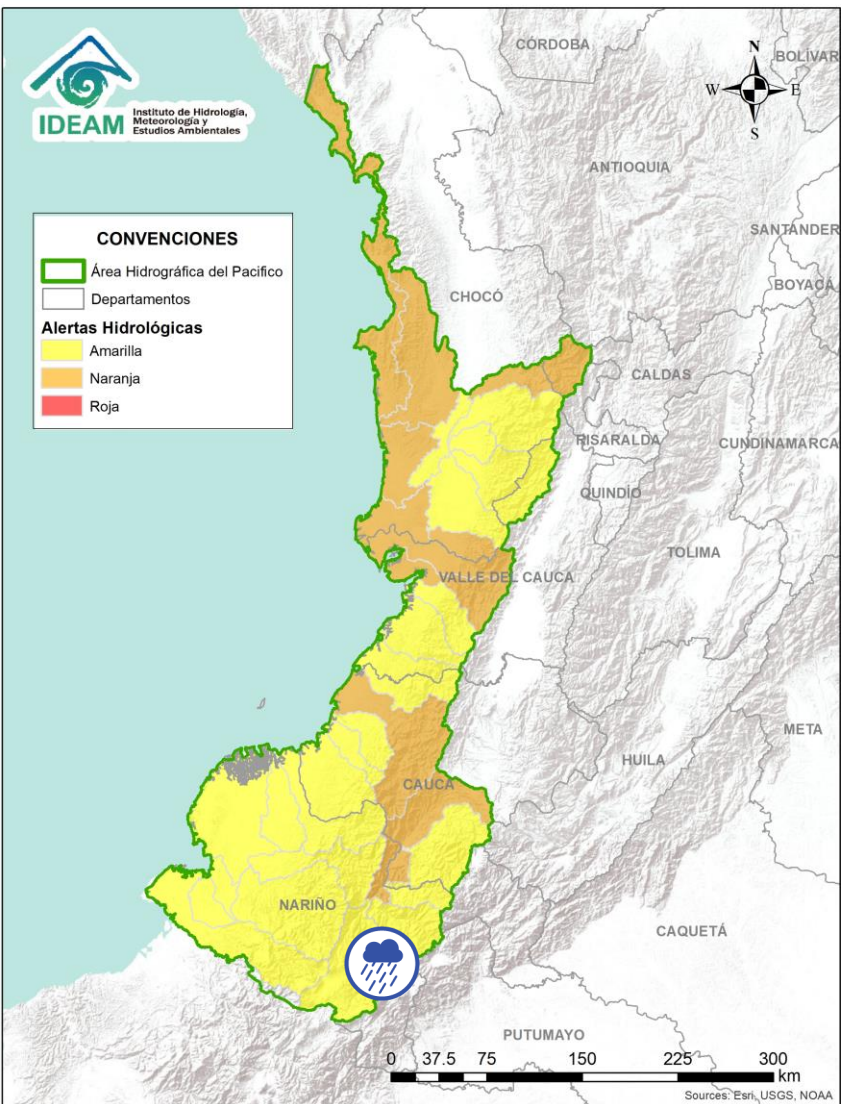 IDEAM
Instituto de Hidrología,
Meteorología y
Estudios Ambientales
CÓRDOBA
N
BOLÍVAR
W
E
S
ANTIOQUIA
SANTANDER
CONVENCIONES
Área Hidrográfica del Pacifico
Departamentos
Alertas Hidrológicas
Amarilla
Naranja
Roja
BOYACÁ
CHOCÓ
CALDAS
RISARALDA
CUNDINAMARCA
QUINDÍO
TOLIMA
VALLE DEL CAUCA
META
HUILA
CAUCA
NARIÑO
CAQUETÁ
PUTUMAYO
0 37.5 75 150 225 300
km
Sources: Esri, USGS, NOAA